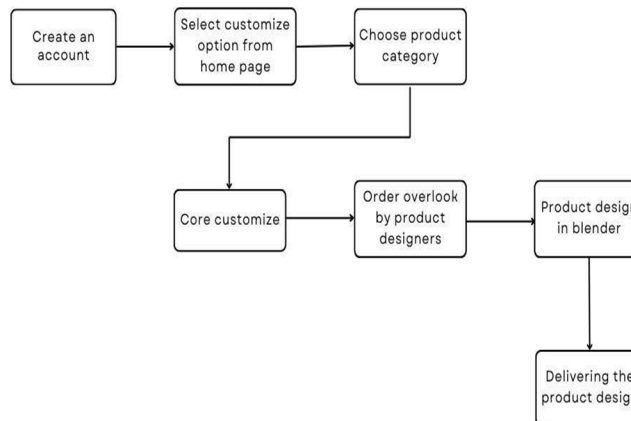 Create an
account
Select customize
option from
home page
Choose product
category
Core customize
Order overlook
by product
designers
Product design
in blender
Delivering the
product desig